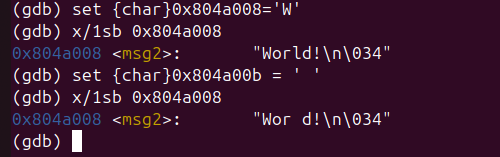 (gdb) set {char}0x804a008='W'
(gdb) x/1sb 0x804a008
0x804a008 <msg2>:       "World!\n\034"
(gdb) set {char}0x804a00b = ' '
(gdb) x/1sb 0x804a008
0x804a008 <msg2>:       "Wor d!\n\034"
(gdb)